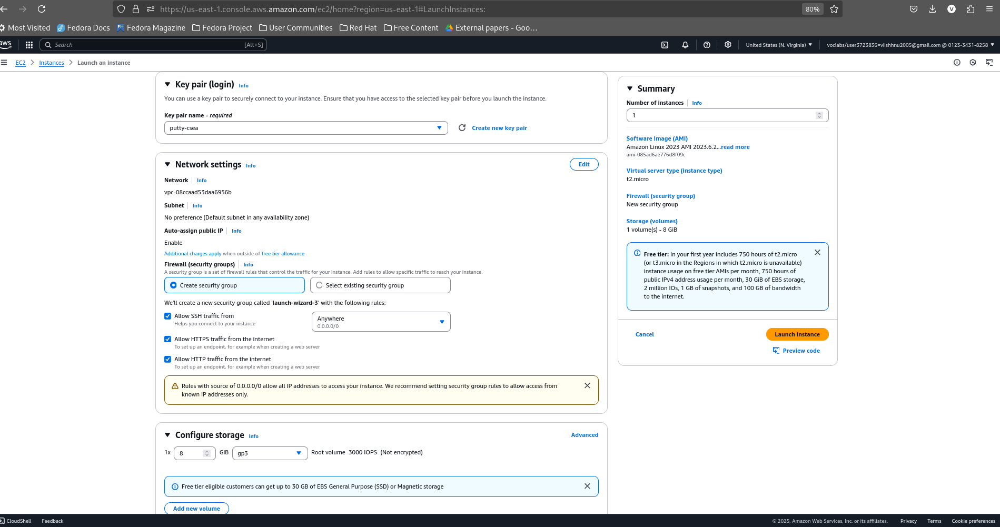 https://us-east-1.console.aws.amazon.com/ec2/home?region=us-east-1#LaunchInstances:
80%
V
Most Visited
Fedora Docs
FM Fedora Magazine
Fedora Project
User Communities
Red Hat
Free Content
External papers - Goo…
aws
Search
[Alt+S]
United States (N. Virginia)
voclabs/user3723836=viishhnu2005@gmail.com @ 0123-3431-8258
EC2
Instances
Launch an instance
Key pair (login) Info
You can use a key pair to securely connect to your instance. Ensure that you have access to the selected key pair before you launch the instance.
Key pair name - required
putty-csea
Create new key pair
Network settings Info
Edit
Network Info
vpc-08ccaad53daa6956b
Subnet Info
No preference (Default subnet in any availability zone)
Auto-assign public IP Info
Enable
Additional charges apply when outside of free tier allowance
Firewall (security groups) Info
A security group is a set of firewall rules that control the traffic for your instance. Add rules to allow specific traffic to reach your instance.
Create security group
Select existing security group
We'll create a new security group called 'launch-wizard-3' with the following rules:
Allow SSH traffic from
Helps you connect to your instance
Anywhere
0.0.0.0/0
Allow HTTPS traffic from the internet
To set up an endpoint, for example when creating a web server
Allow HTTP traffic from the internet
To set up an endpoint, for example when creating a web server
Rules with source of 0.0.0.0/0 allow all IP addresses to access your instance. We recommend setting security group rules to allow access from
known IP addresses only.
Configure storage Info
Advanced
1x 8 GiB gp3 Root volume 3000 IOPS (Not encrypted)
Free tier eligible customers can get up to 30 GB of EBS General Purpose (SSD) or Magnetic storage
Add new volume
Summary
Number of instances Info
1
Software Image (AMI)
Amazon Linux 2023 AMI 2023.6.2...read more
ami-085ad6ae776d8f09c
Virtual server type (instance type)
t2.micro
Firewall (security group)
New security group
Storage (volumes)
1 volume(s) - 8 GiB
Free tier: In your first year includes 750 hours of t2.micro
(or t3.micro in the Regions in which t2.micro is unavailable)
instance usage on free tier AMIs per month, 750 hours of
public IPv4 address usage per month, 30 GiB of EBS storage,
2 million IOs, 1 GB of snapshots, and 100 GB of bandwidth
to the internet.
Cancel
Launch instance
Preview code
CloudShell
Feedback
© 2025, Amazon Web Services, Inc. or its affiliates.
Privacy
Terms
Cookie preferences